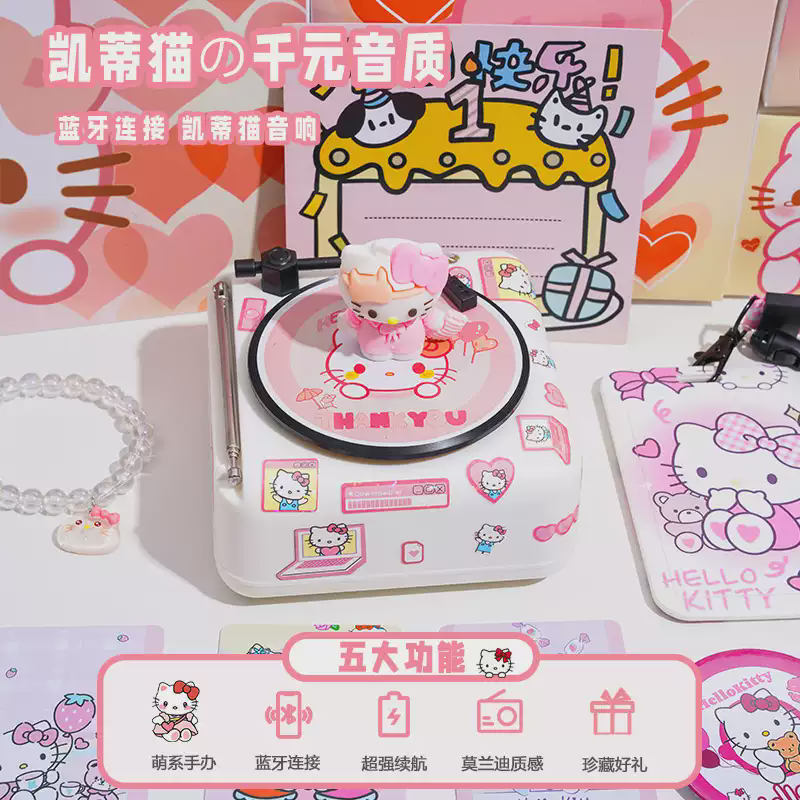 凯蒂猫の千元音质
快乐!
蓝牙连接 凯蒂猫音响
1
THANKYOU
HELLO
KITTY
五大功能
HelloKitty
萌系手办
蓝牙连接
超强续航
莫兰迪质感
珍藏好礼